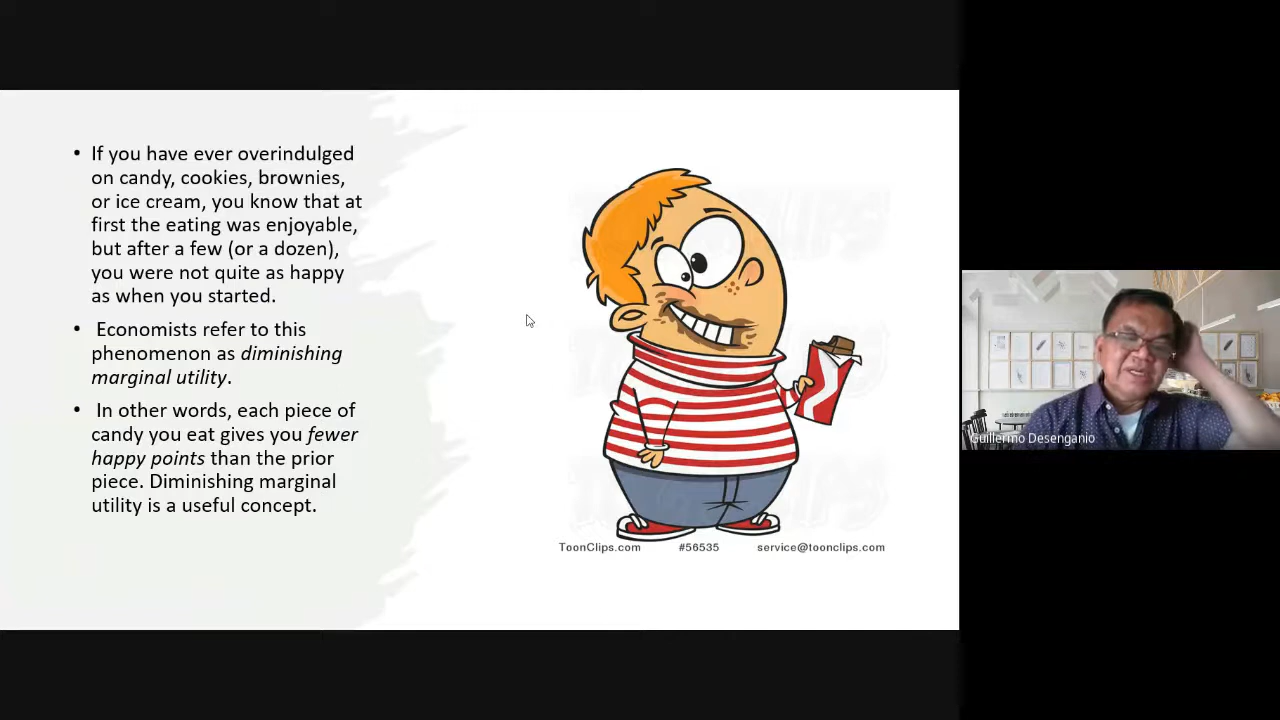 • If you have ever overindulged
on candy, cookies, brownies,
or ice cream, you know that at
first the eating was enjoyable,
but after a few (or a dozen),
you were not quite as happy
as when you started.
• Economists refer to this
phenomenon as diminishing
marginal utility.
• In other words, each piece of
candy you eat gives you fewer
happy points than the prior
piece. Diminishing marginal
utility is a useful concept.
ToonClips.com #56535 service@toonclips.com
Guillermo Desenganio